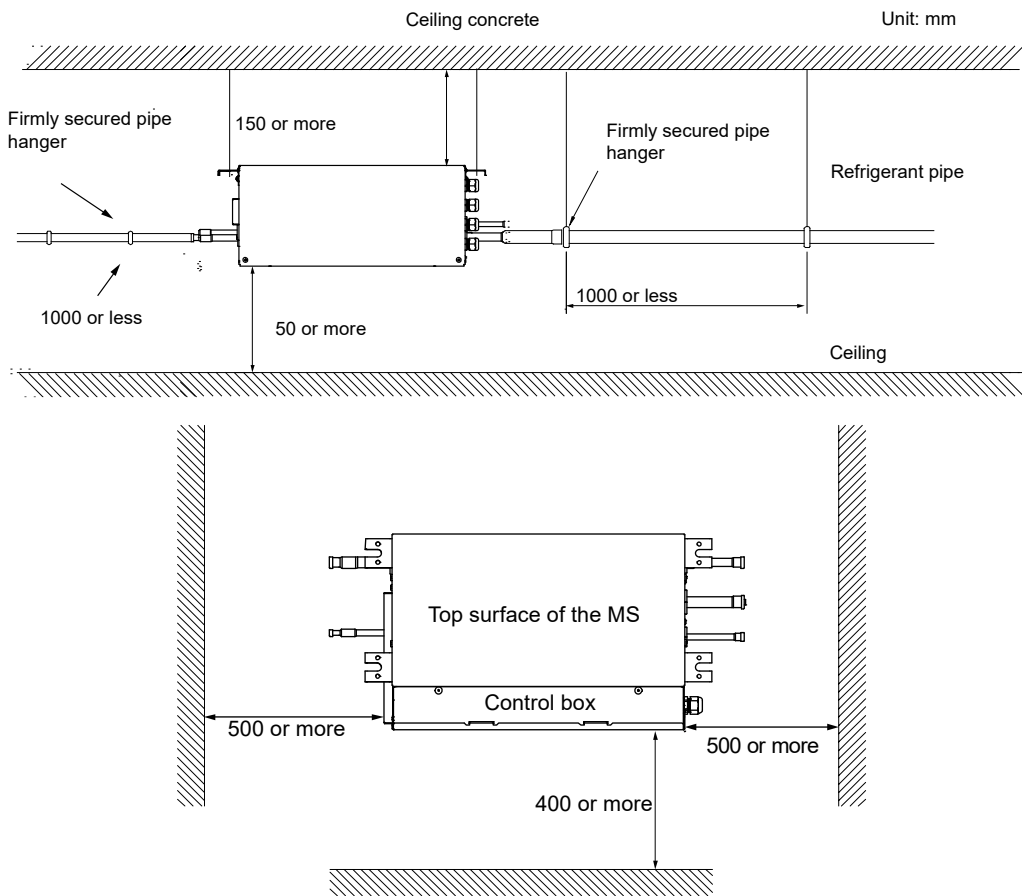 Ceiling concrete
Unit: mm
Firmly secured pipe
hanger
150 or more
Firmly secured pipe
hanger
Refrigerant pipe
1000 or less
1000 or less
50 or more
Ceiling
Top surface of the MS
Control box
500 or more
500 or more
400 or more